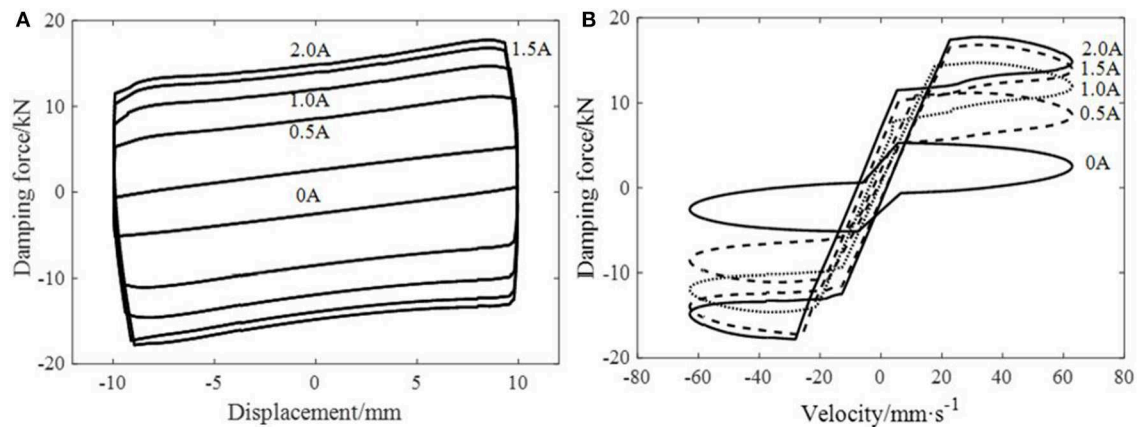 A
20
10
0
-10
-20
-10
-5
0
5
10
Damping force/kN
Displacement/mm
2.0A
1.5A
1.0A
0.5A
0A
B
20
10
0
-10
-20
-80
-60
-40
-20
0
20
40
60
80
Damping force/kN
Velocity/mm·s⁻¹
2.0A
1.5A
1.0A
0.5A
0A